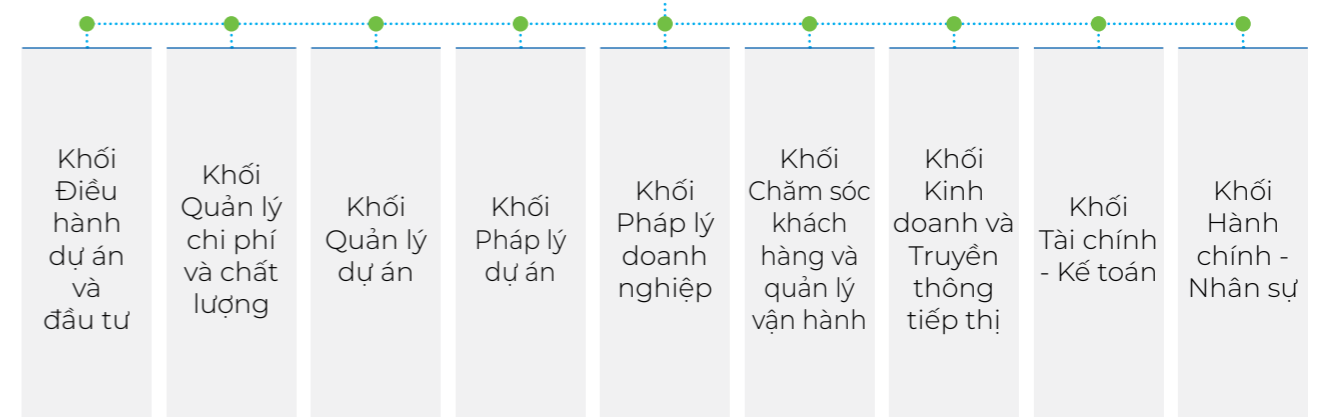 Khối
Điều
hành
dự án
và
đầu tư
Khối
Quản lý
chi phí
và chất
lượng
Khối
Quản lý
dự án
Khối
Pháp lý
dự án
Khối
Pháp lý
doanh
nghiệp
Khối
Chăm sóc
khách
hàng và
quản lý
vận hành
Khối
Kinh
doanh và
Truyền
thông
tiếp thị
Khối
Tài chính
- Kế toán
Khối
Hành
chính -
Nhân sự